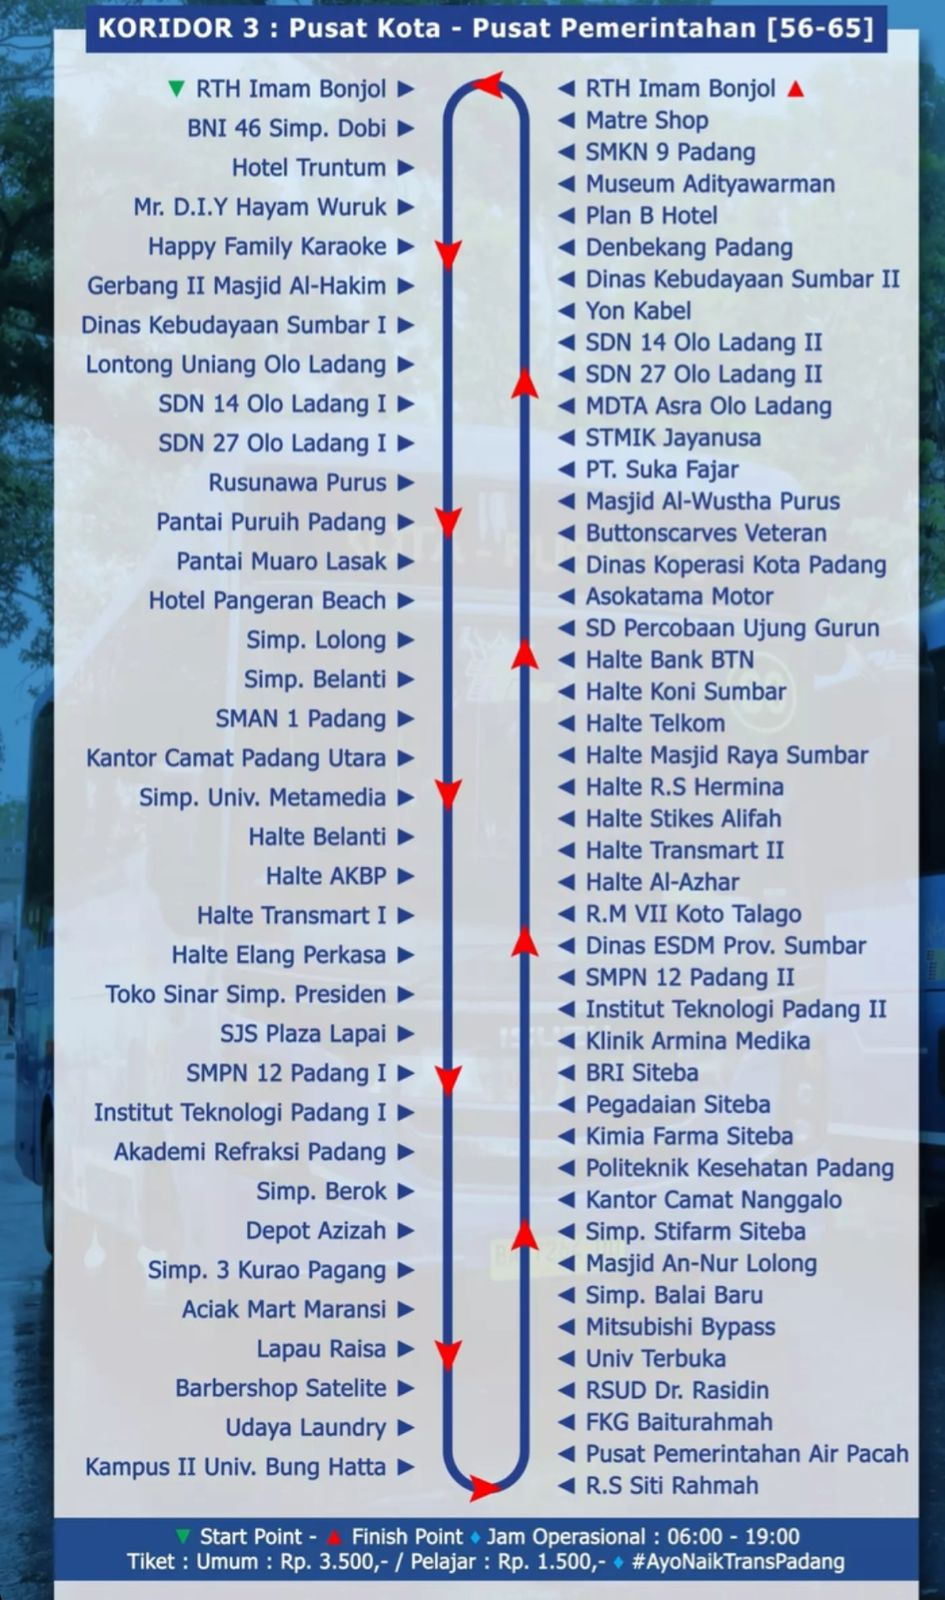 KORIDOR 3 : Pusat Kota - Pusat Pemerintahan [56-65]
RTH Imam Bonjol
BNI 46 Simp. Dobi
Hotel Truntum
Mr. D.I.Y Hayam Wuruk
Happy Family Karaoke
Gerbang II Masjid Al-Hakim
Dinas Kebudayaan Sumbar I
Lontong Uniang Olo Ladang
SDN 14 Olo Ladang I
SDN 27 Olo Ladang I
Rusunawa Purus
Pantai Puruih Padang
Pantai Muaro Lasak
Hotel Pangeran Beach
Simp. Lolong
Simp. Belanti
SMAN 1 Padang
Kantor Camat Padang Utara
Simp. Univ. Metamedia
Halte Belanti
Halte AKBP
Halte Transmart I
Halte Elang Perkasa
Toko Sinar Simp. Presiden
SJS Plaza Lapai
SMPN 12 Padang I
Institut Teknologi Padang I
Akademi Refraksi Padang
Simp. Berok
Depot Azizah
Simp. 3 Kurao Pagang
Aciak Mart Maransi
Lapau Raisa
Barbershop Satelite
Udaya Laundry
Kampus II Univ. Bung Hatta
RTH Imam Bonjol
Matre Shop
SMKN 9 Padang
Museum Adityawarman
Plan B Hotel
Denbekang Padang
Dinas Kebudayaan Sumbar II
Yon Kabel
SDN 14 Olo Ladang II
SDN 27 Olo Ladang II
MDTA Asra Olo Ladang
STMIK Jayanusa
PT. Suka Fajar
Masjid Al-Wustha Purus
Buttonscarves Veteran
Dinas Koperasi Kota Padang
Asokatama Motor
SD Percobaan Ujung Gurun
Halte Bank BTN
Halte Koni Sumbar
Halte Telkom
Halte Masjid Raya Sumbar
Halte R.S Hermina
Halte Stikes Alifah
Halte Transmart II
Halte Al-Azhar
R.M VII Koto Talago
Dinas ESDM Prov. Sumbar
SMPN 12 Padang II
Institut Teknologi Padang II
Klinik Armina Medika
BRI Siteba
Pegadaian Siteba
Kimia Farma Siteba
Politeknik Kesehatan Padang
Kantor Camat Nanggalo
Simp. Stifarm Siteba
Masjid An-Nur Lolong
Simp. Balai Baru
Mitsubishi Bypass
Univ Terbuka
RSUD Dr. Rasidin
FKG Baiturahmah
Pusat Pemerintahan Air Pacah
R.S Siti Rahmah
Start Point - Finish Point Jam Operasional : 06:00 - 19:00
Tiket : Umum : Rp. 3.500,- / Pelajar : Rp. 1.500,- #AyoNaikTransPadang